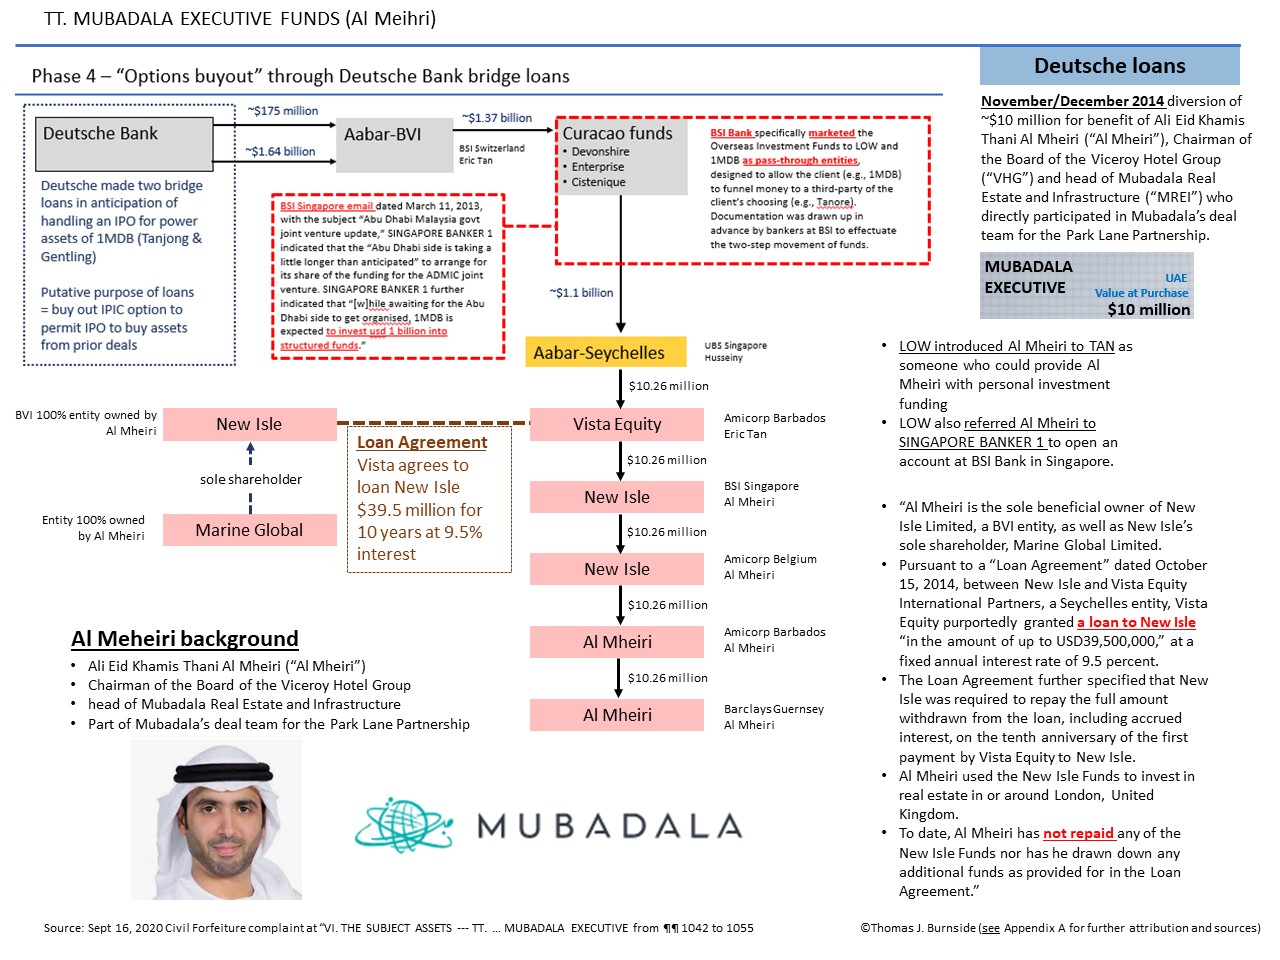 TT. MUBADALA EXECUTIVE FUNDS (Al Meihri)
Phase 4 – “Options buyout” through Deutsche Bank bridge loans
Deutsche Bank
~$175 million
~$1.64 billion
Aabar-BVI
~$1.37 billion
BSI Switzerland
Eric Tan
Curacao funds
• Devonshire
• Enterprise
• Cistenique
BSI Bank specifically marketed the
Overseas Investment Funds to LOW and
1MDB as pass-through entities,
designed to allow the client (e.g., 1MDB)
to funnel money to a third-party of the
client’s choosing (e.g., Tanore).
Documentation was drawn up in
advance by bankers at BSI to effectuate
the two-step movement of funds.
Deutsche made two bridge
loans in anticipation of
handling an IPO for power
assets of 1MDB (Tanjong &
Gentling)
Putative purpose of loans
= buy out IPIC option to
permit IPO to buy assets
from prior deals
BSI Singapore email dated March 11, 2013,
with the subject “Abu Dhabi Malaysia govt
joint venture update,” SINGAPORE BANKER 1
indicated that the “Abu Dhabi side is taking a
little longer than anticipated” to arrange for
its share of the funding for the ADMIC joint
venture. SINGAPORE BANKER 1 further
indicated that “[w]hile awaiting for the Abu
Dhabi side to get organised, 1MDB is
expected to invest usd 1 billion into
structured funds.”
~$1.1 billion
Aabar-Seychelles
UBS Singapore
Husseiny
$10.26 million
BVI 100% entity owned by
Al Mheiri
New Isle
sole shareholder
Entity 100% owned
by Al Mheiri
Marine Global
Loan Agreement
Vista agrees to
loan New Isle
$39.5 million for
10 years at 9.5%
interest
Vista Equity
Amicorp Barbados
Eric Tan
$10.26 million
New Isle
BSI Singapore
Al Mheiri
$10.26 million
New Isle
Amicorp Belgium
Al Mheiri
$10.26 million
Al Mheiri
Amicorp Barbados
Al Mheiri
$10.26 million
Al Mheiri
Barclays Guernsey
Al Mheiri
Al Meheiri background
• Ali Eid Khamis Thani Al Mheiri (“Al Mheiri”)
• Chairman of the Board of the Viceroy Hotel Group
• head of Mubadala Real Estate and Infrastructure
• Part of Mubadala’s deal team for the Park Lane Partnership
MUBADALA
Deutsche loans
November/December 2014 diversion of
~$10 million for benefit of Ali Eid Khamis
Thani Al Mheiri (“Al Mheiri”), Chairman of
the Board of the Viceroy Hotel Group
(“VHG”) and head of Mubadala Real
Estate and Infrastructure (“MREI”) who
directly participated in Mubadala’s deal
team for the Park Lane Partnership.
MUBADALA
EXECUTIVE
UAE
Value at Purchase
$10 million
• LOW introduced Al Mheiri to TAN as
someone who could provide Al
Mheiri with personal investment
funding
• LOW also referred Al Mheiri to
SINGAPORE BANKER 1 to open an
account at BSI Bank in Singapore.
• “Al Mheiri is the sole beneficial owner of New
Isle Limited, a BVI entity, as well as New Isle’s
sole shareholder, Marine Global Limited.
• Pursuant to a “Loan Agreement” dated October
15, 2014, between New Isle and Vista Equity
International Partners, a Seychelles entity, Vista
Equity purportedly granted a loan to New Isle
“in the amount of up to USD39,500,000,” at a
fixed annual interest rate of 9.5 percent.
• The Loan Agreement further specified that New
Isle was required to repay the full amount
withdrawn from the loan, including accrued
interest, on the tenth anniversary of the first
payment by Vista Equity to New Isle.
• Al Mheiri used the New Isle Funds to invest in
real estate in or around London, United
Kingdom.
• To date, Al Mheiri has not repaid any of the
New Isle Funds nor has he drawn down any
additional funds as provided for in the Loan
Agreement.”
Source: Sept 16, 2020 Civil Forfeiture complaint at “VI. THE SUBJECT ASSETS --- TT. … MUBADALA EXECUTIVE from ¶¶ 1042 to 1055
©Thomas J. Burnside (see Appendix A for further attribution and sources)